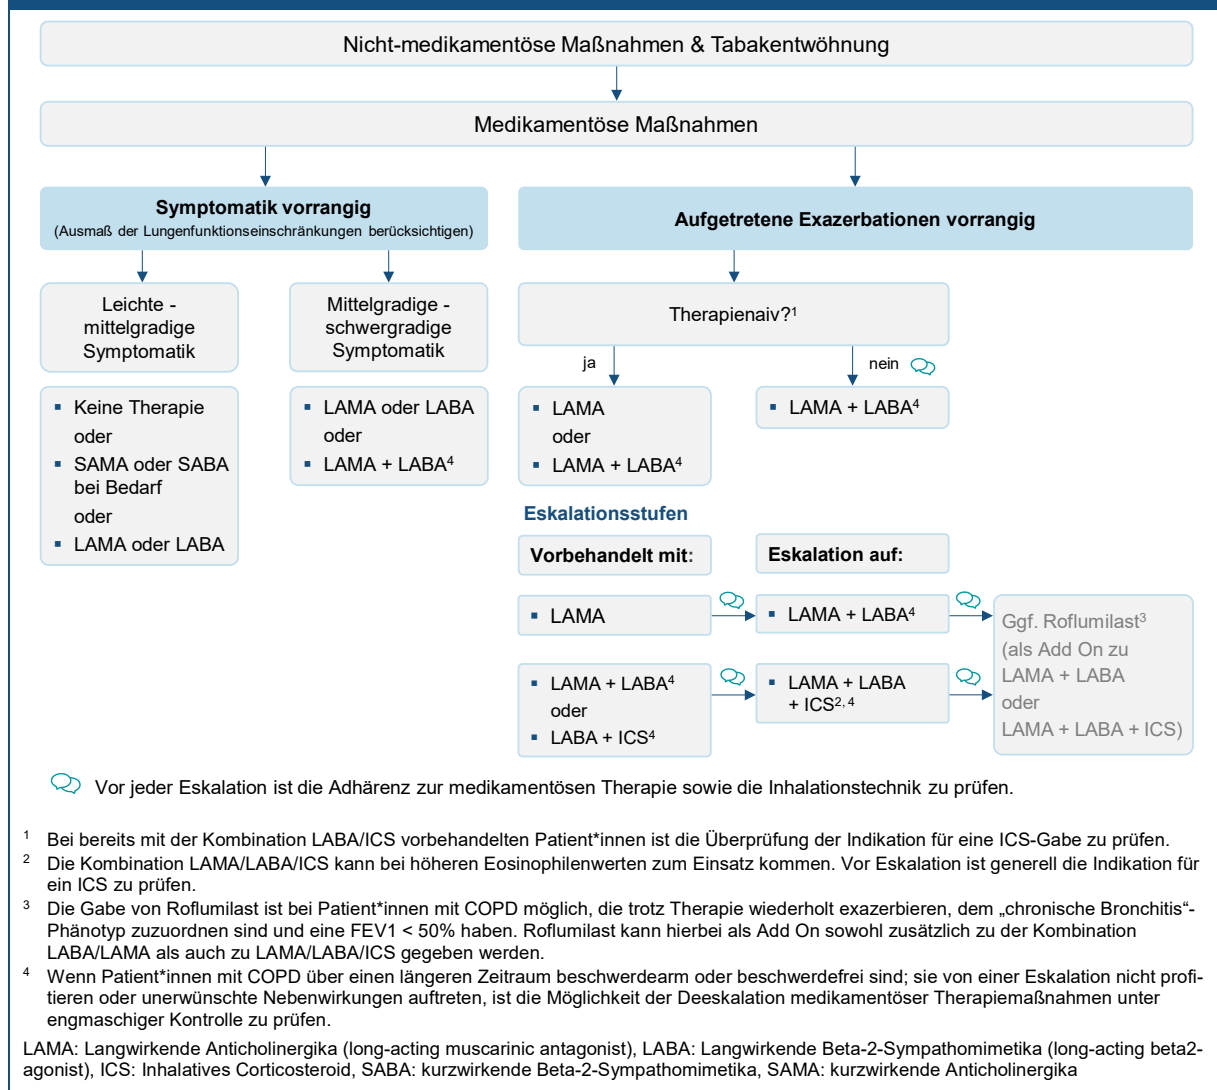 Nicht-medikamentöse Maßnahmen & Tabakentwöhnung
Medikamentöse Maßnahmen
Symptomatik vorrangig
(Ausmaß der Lungenfunktionseinschränkungen berücksichtigen)
Leichte -
mittelgradige
Symptomatik
Mittelgradige -
schwergradige
Symptomatik
▪ Keine Therapie
oder
▪ SAMA oder SABA
bei Bedarf
oder
▪ LAMA oder LABA
▪ LAMA oder LABA
oder
▪ LAMA + LABA⁴
Aufgetretene Exazerbationen vorrangig
Therapienaiv?¹
ja
nein
▪ LAMA
oder
▪ LAMA + LABA⁴
▪ LAMA + LABA⁴
Eskalationsstufen
Vorbehandelt mit:
Eskalation auf:
▪ LAMA
▪ LAMA + LABA⁴
▪ LAMA + LABA⁴
oder
▪ LABA + ICS⁴
▪ LAMA + LABA
+ ICS²,⁴
Ggf. Roflumilast³
(als Add On zu
LAMA + LABA
oder
LAMA + LABA + ICS)
Vor jeder Eskalation ist die Adhärenz zur medikamentösen Therapie sowie die Inhalationstechnik zu prüfen.
¹ Bei bereits mit der Kombination LABA/ICS vorbehandelten Patient*innen ist die Überprüfung der Indikation für eine ICS-Gabe zu prüfen.
² Die Kombination LAMA/LABA/ICS kann bei höheren Eosinophilenwerten zum Einsatz kommen. Vor Eskalation ist generell die Indikation für
ein ICS zu prüfen.
³ Die Gabe von Roflumilast ist bei Patient*innen mit COPD möglich, die trotz Therapie wiederholt exazerbieren, dem „chronische Bronchitis“-
Phänotyp zuzuordnen sind und eine FEV1 < 50% haben. Roflumilast kann hierbei als Add On sowohl zusätzlich zu der Kombination
LABA/LAMA als auch zu LAMA/LABA/ICS gegeben werden.
⁴ Wenn Patient*innen mit COPD über einen längeren Zeitraum beschwerdearm oder beschwerdefrei sind; sie von einer Eskalation nicht profi-
tieren oder unerwünschte Nebenwirkungen auftreten, ist die Möglichkeit der Deeskalation medikamentöser Therapiemaßnahmen unter
engmaschiger Kontrolle zu prüfen.
LAMA: Langwirkende Anticholinergika (long-acting muscarinic antagonist), LABA: Langwirkende Beta-2-Sympathomimetika (long-acting beta2-
agonist), ICS: Inhalatives Corticosteroid, SABA: kurzwirkende Beta-2-Sympathomimetika, SAMA: kurzwirkende Anticholinergika